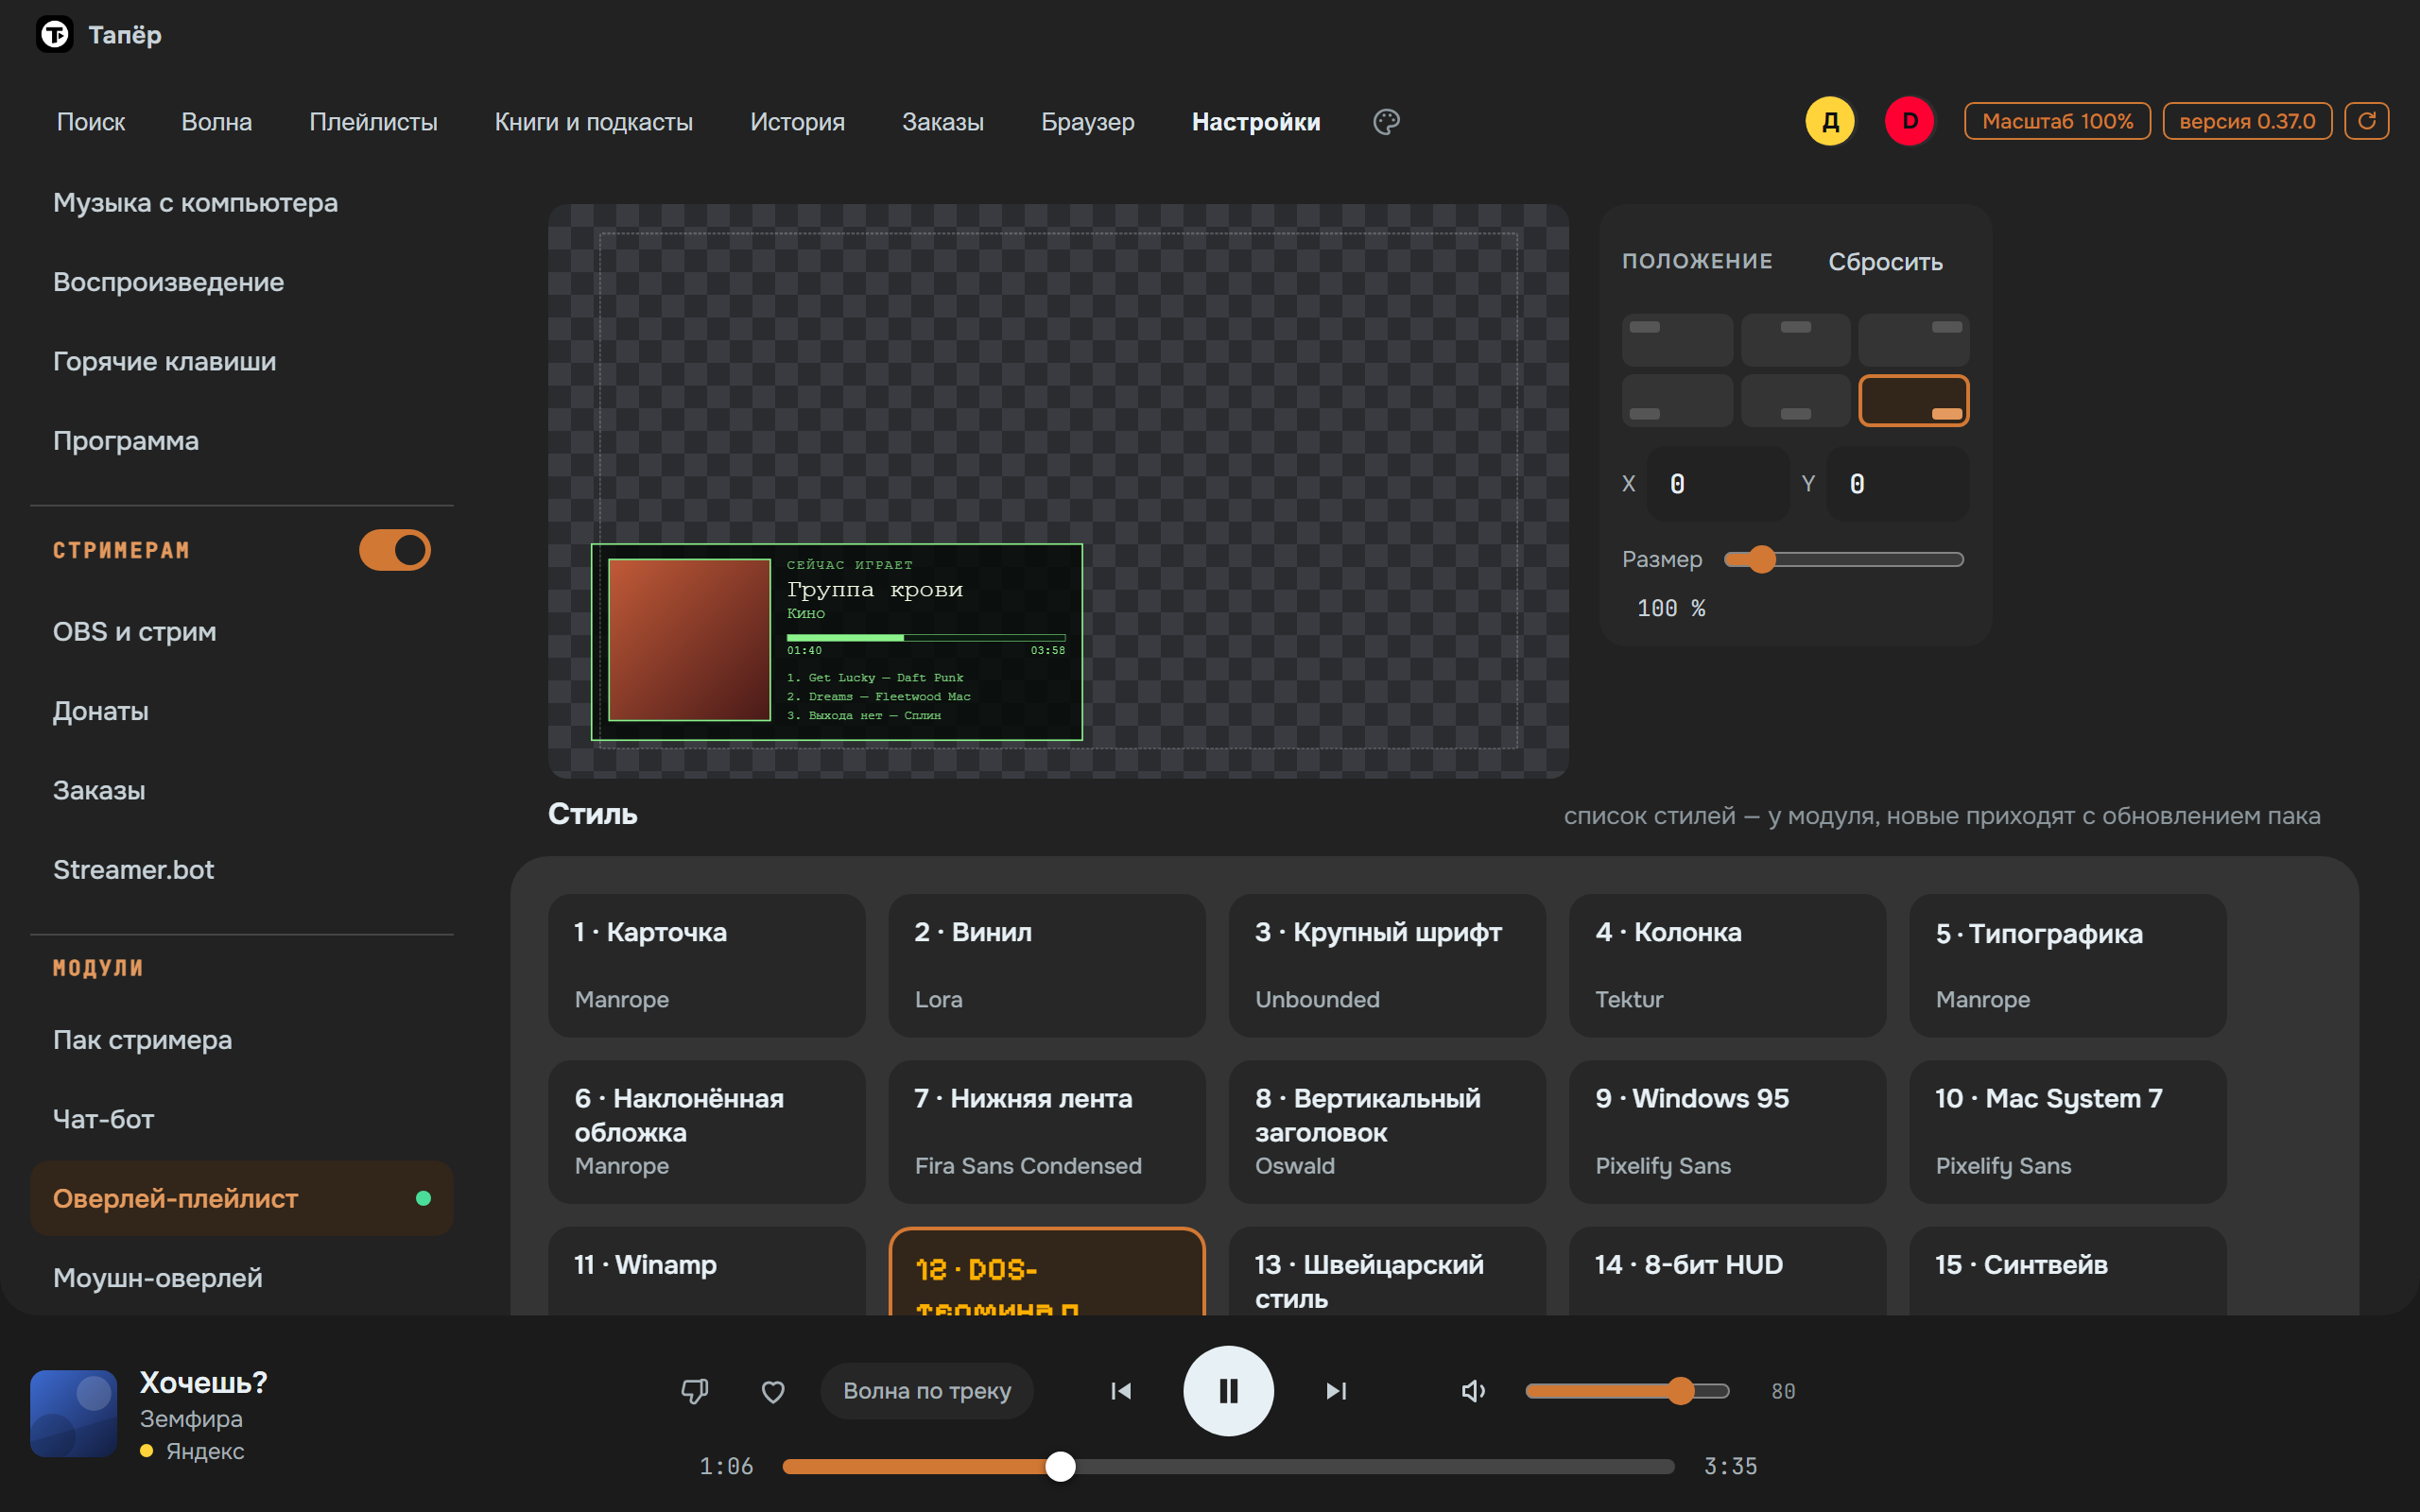 Тапёр
Поиск Волна Плейлисты Книги и подкасты История Заказы Браузер Настройки Д D Масштаб 100% версия 0.37.0
Музыка с компьютера
Воспроизведение
Горячие клавиши
Программа
СТРИМЕРАМ
OBS и стрим
Донаты
Заказы
Streamer.bot
МОДУЛИ
Пак стримера
Чат-бот
Оверлей-плейлист
Моушн-оверлей
СЕЙЧАС ИГРАЕТ
Группа крови
Кино
01:40 03:58
1. Get Lucky — Daft Punk
2. Dreams — Fleetwood Mac
3. Выхода нет — Сплин
ПОЛОЖЕНИЕ Сбросить
X 0 Y 0
Размер
100 %
Стиль список стилей — у модуля, новые приходят с обновлением пака
1 · Карточка
Manrope
2 · Винил
Lora
3 · Крупный шрифт
Unbounded
4 · Колонка
Tektur
5 · Типографика
Manrope
6 · Наклонённая
обложка
Manrope
7 · Нижняя лента
Fira Sans Condensed
8 · Вертикальный
заголовок
Oswald
9 · Windows 95
Pixelify Sans
10 · Mac System 7
Pixelify Sans
11 · Winamp
12 · DOS-
терминал
13 · Швейцарский
стиль
14 · 8-бит HUD
15 · Синтвейв
Хочешь?
Земфира
Яндекс
Волна по треку
80
1:06 3:35